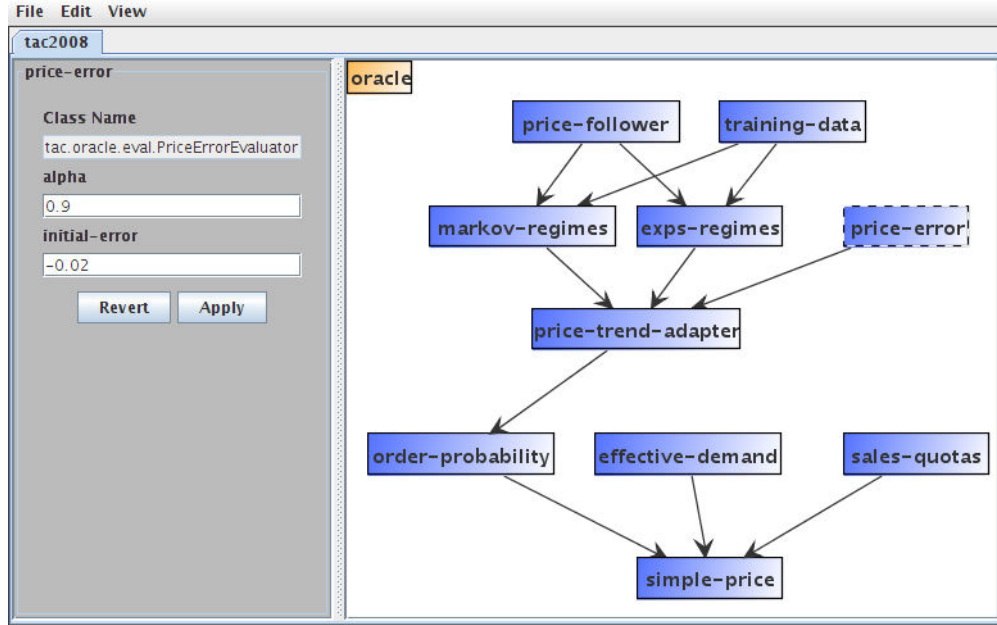 File Edit View
tac2008
price-error
Class Name
tac.oracle.eval.PriceErrorEvaluator
alpha
0.9
initial-error
-0.02
Revert Apply
oracle
price-follower training-data
markov-regimes exps-regimes price-error
price-trend-adapter
order-probability effective-demand sales-quotas
simple-price